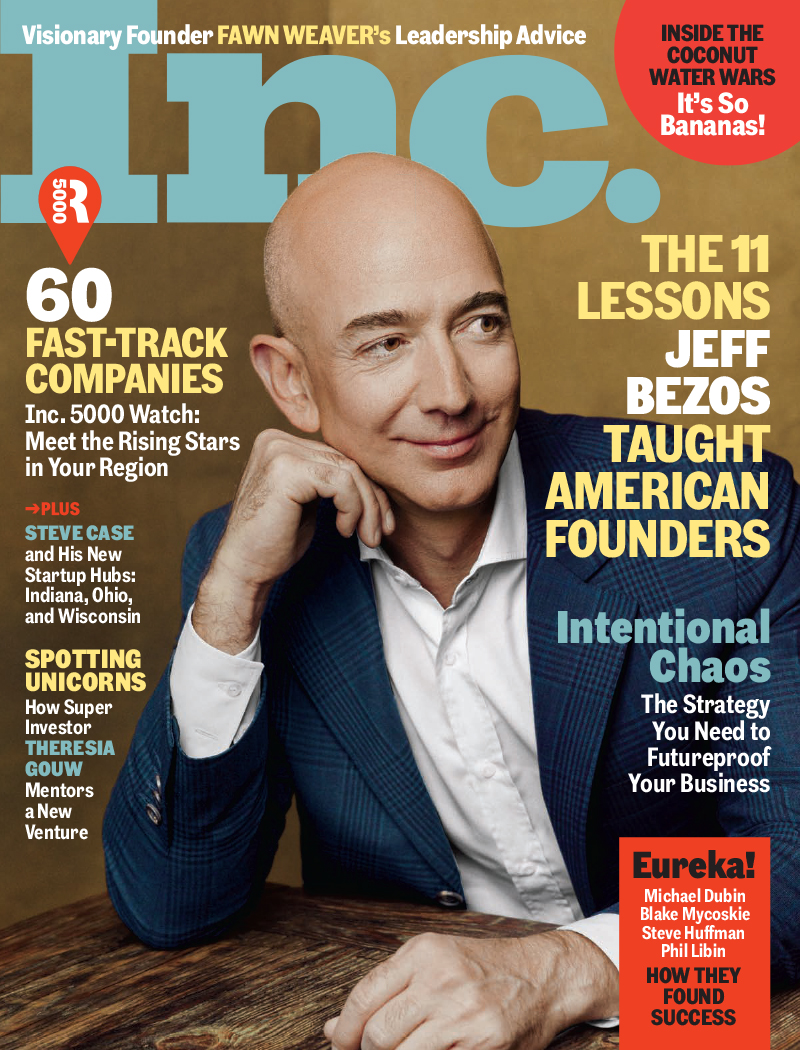 Visionary Founder FAWN WEAVER's Leadership Advice
Inc.
INSIDE THE
COCONUT
WATER WARS
It's So
Bananas!
5000
60
FAST-TRACK
COMPANIES
Inc. 5000 Watch:
Meet the Rising Stars
in Your Region
→PLUS
STEVE CASE
and His New
Startup Hubs:
Indiana, Ohio,
and Wisconsin
SPOTTING
UNICORNS
How Super
Investor
THERESIA
GOUW
Mentors
a New
Venture
THE 11
LESSONS
JEFF
BEZOS
TAUGHT
AMERICAN
FOUNDERS
Intentional
Chaos
The Strategy
You Need to
Futureproof
Your Business
Eureka!
Michael Dubin
Blake Mycoskie
Steve Huffman
Phil Libin
HOW THEY
FOUND
SUCCESS